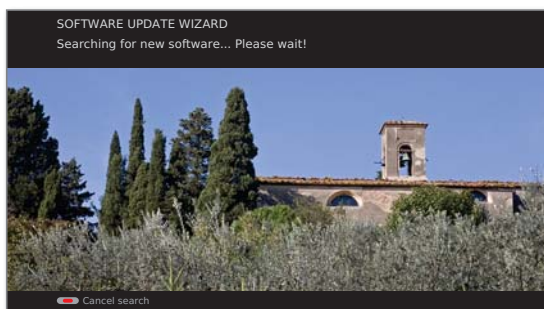 SOFTWARE UPDATE WIZARD
Searching for new software... Please wait!
Cancel search